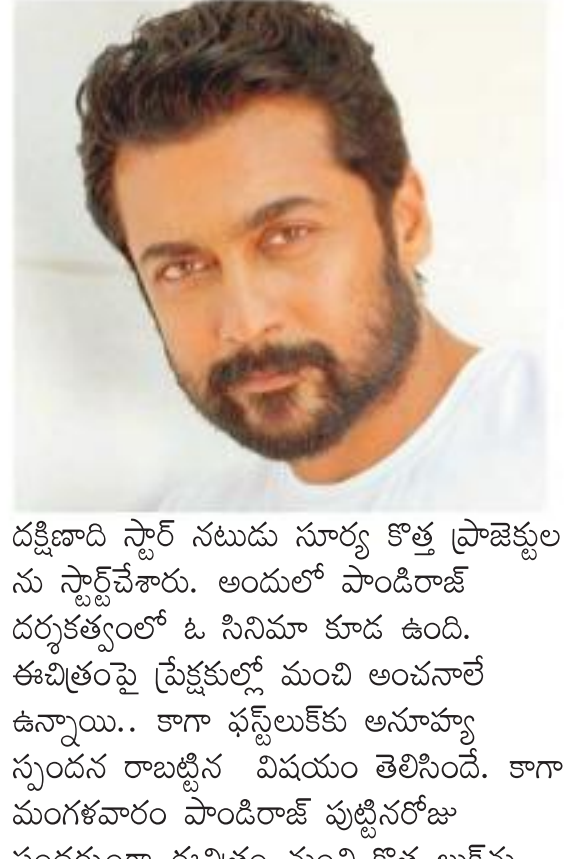 దక్షిణాది స్టార్ నటుడు సూర్య కొత్త ప్రాజెక్టుల
ను స్టార్ట్‌చేశారు. అందులో పాండిరాజ్
దర్శకత్వంలో ఓ సినిమా కూడ ఉంది.
ఈచిత్రంపై ప్రేక్షకుల్లో మంచి అంచనాలే
ఉన్నాయి.. కాగా ఫస్ట్‌లుక్‌కు అనూహ్య
స్పందన రాబట్టిన విషయం తెలిసిందే. కాగా
మంగళవారం పాండిరాజ్ పుట్టినరోజు